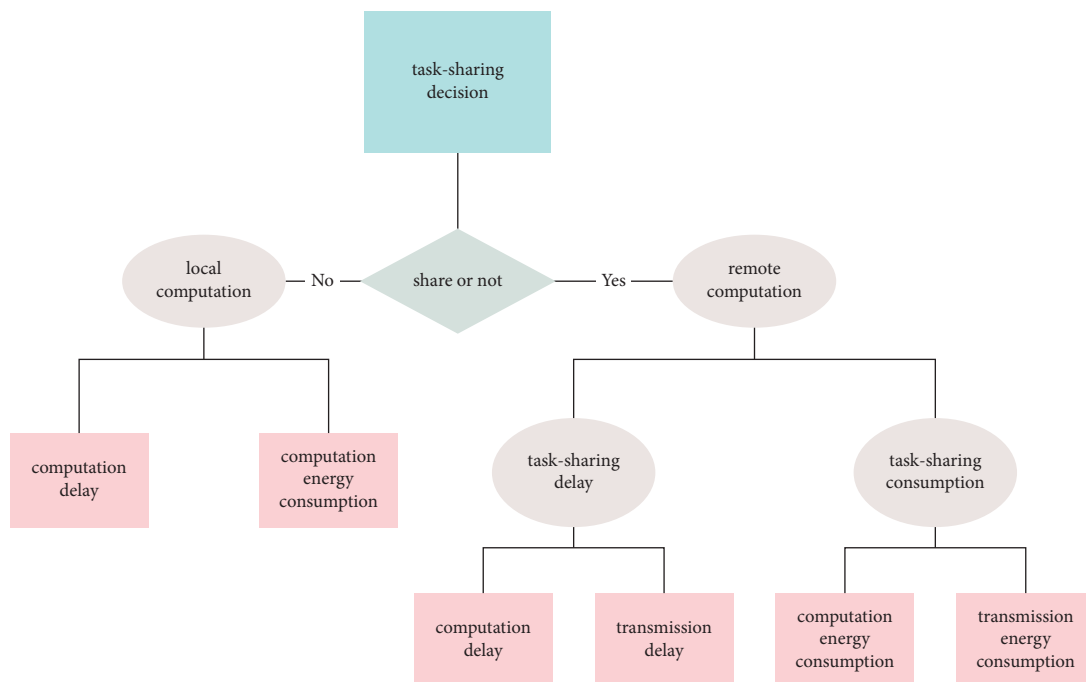 task-sharing
decision
local
computation
No
share or not
Yes
remote
computation
computation
delay
computation
energy
consumption
task-sharing
delay
task-sharing
consumption
computation
delay
transmission
delay
computation
energy
consumption
transmission
energy
consumption